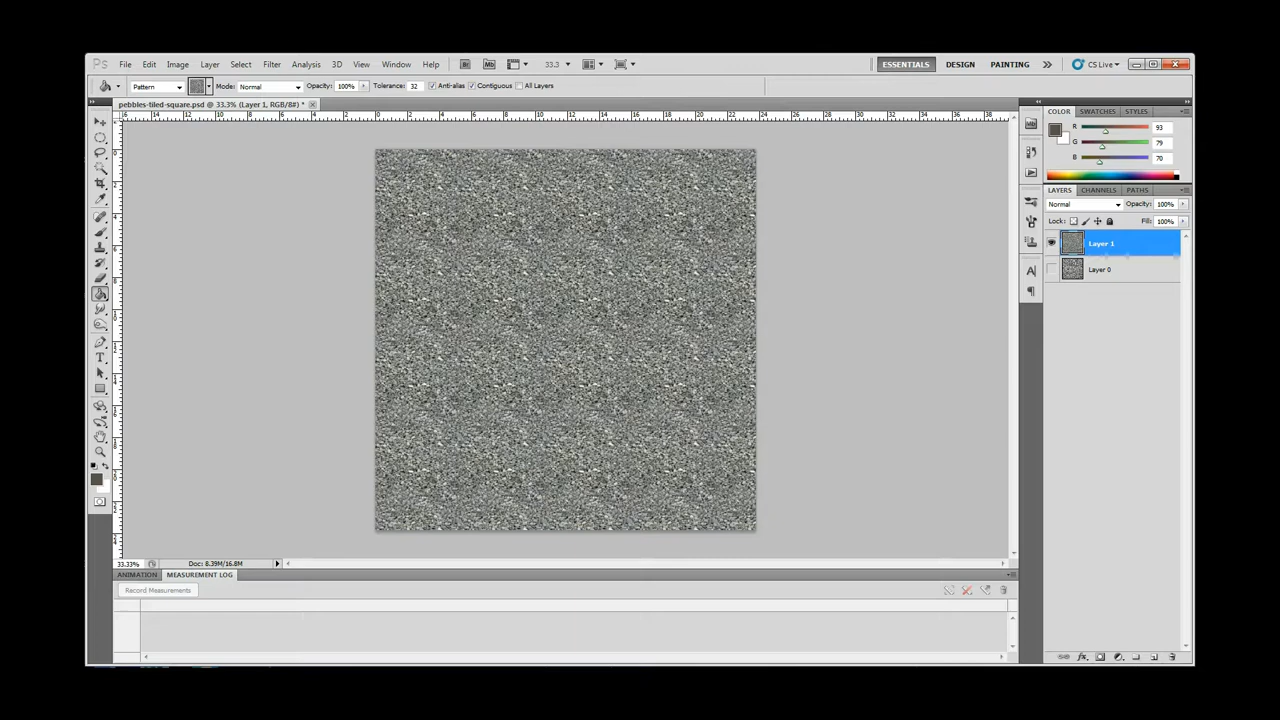 Ps File Edit Image Layer Select Filter Analysis 3D View Window Help Br Mb 33.3 ESSENTIALS DESIGN PAINTING CS Live
Pattern Mode: Normal Opacity: 100% Tolerance: 32 Anti-alias Contiguous All Layers
pebbles-tiled-square.psd @ 33.3% (Layer 1, RGB/8#) *
COLOR SWATCHES STYLES
R 93
G 79
B 70
LAYERS CHANNELS PATHS
Normal Opacity: 100%
Lock: Fill: 100%
Layer 1
Layer 0
33.33% Doc: 8.39M/16.8M
ANIMATION MEASUREMENT LOG
Record Measurements